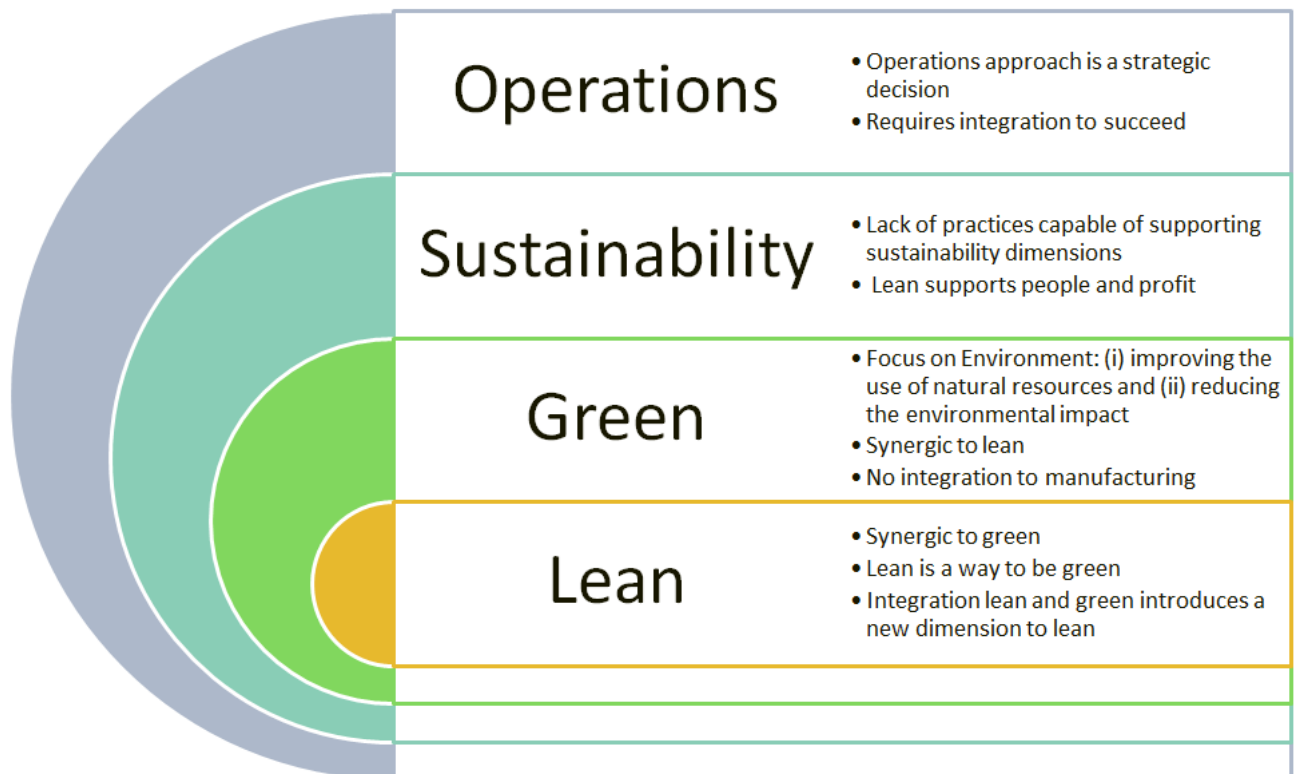 Operations
• Operations approach is a strategic
decision
• Requires integration to succeed
Sustainability
• Lack of practices capable of supporting
sustainability dimensions
• Lean supports people and profit
Green
• Focus on Environment: (i) improving the
use of natural resources and (ii) reducing
the environmental impact
• Synergic to lean
• No integration to manufacturing
Lean
• Synergic to green
• Lean is a way to be green
• Integration lean and green introduces a
new dimension to lean